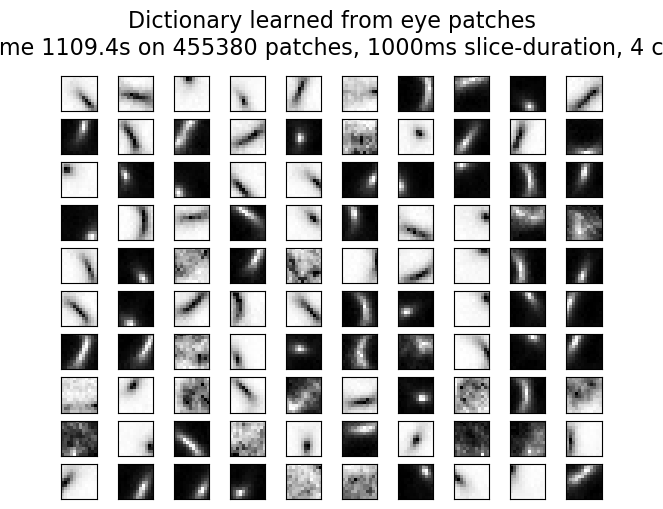 Dictionary learned from eye patches
me 1109.4s on 455380 patches, 1000ms slice-duration, 4 c